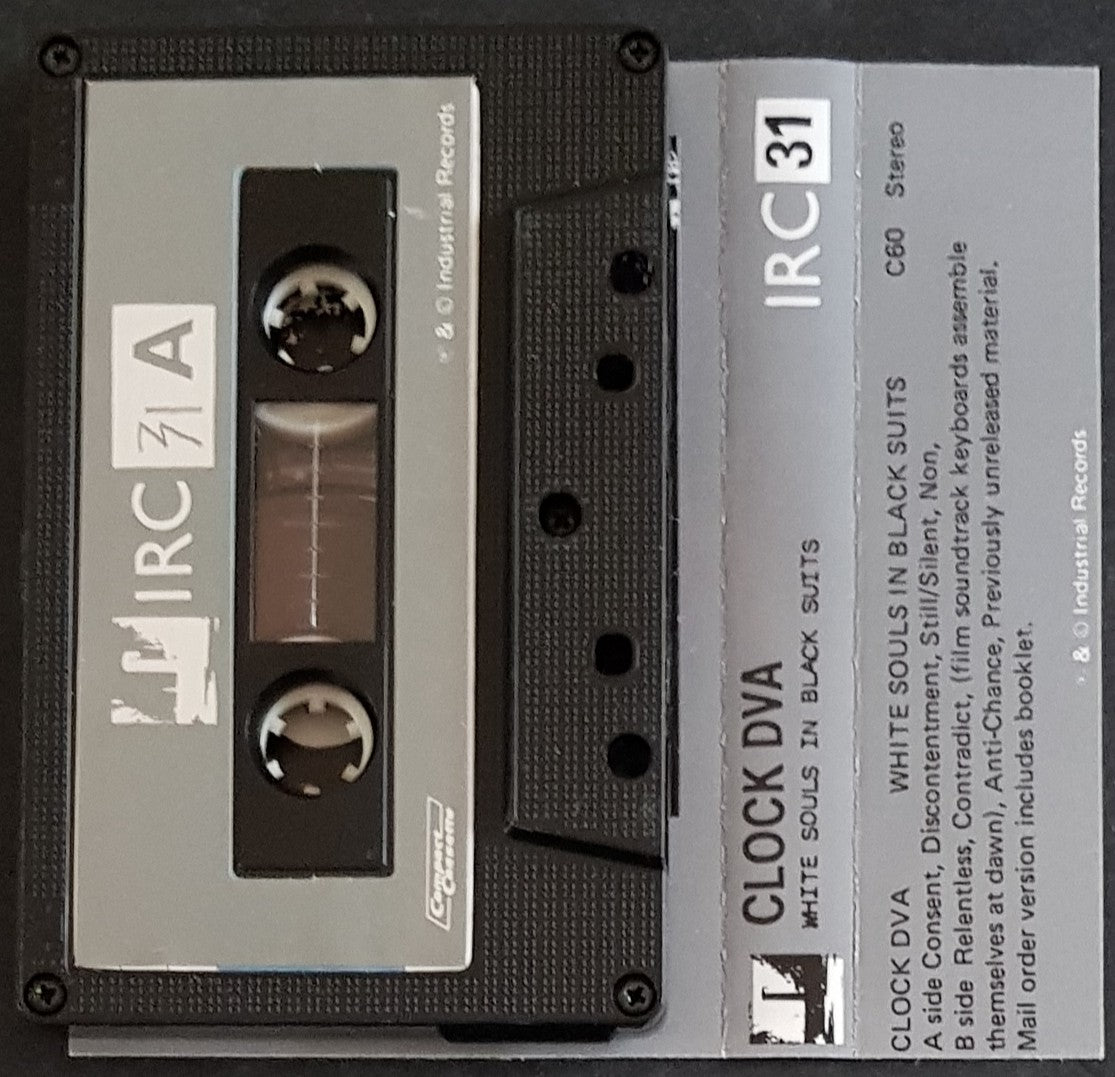 IRC 31 A
℗ & © Industrial Records
Compact
Cassette
CLOCK DVA IRC 31
WHITE SOULS IN BLACK SUITS
CLOCK DVA WHITE SOULS IN BLACK SUITS C60 Stereo
A side Consent, Discontentment, Still/Silent, Non,
B side Relentless, Contradict, (film soundtrack keyboards assemble
themselves at dawn), Anti-Chance, Previously unreleased material.
Mail order version includes booklet.
℗ & © Industrial Records